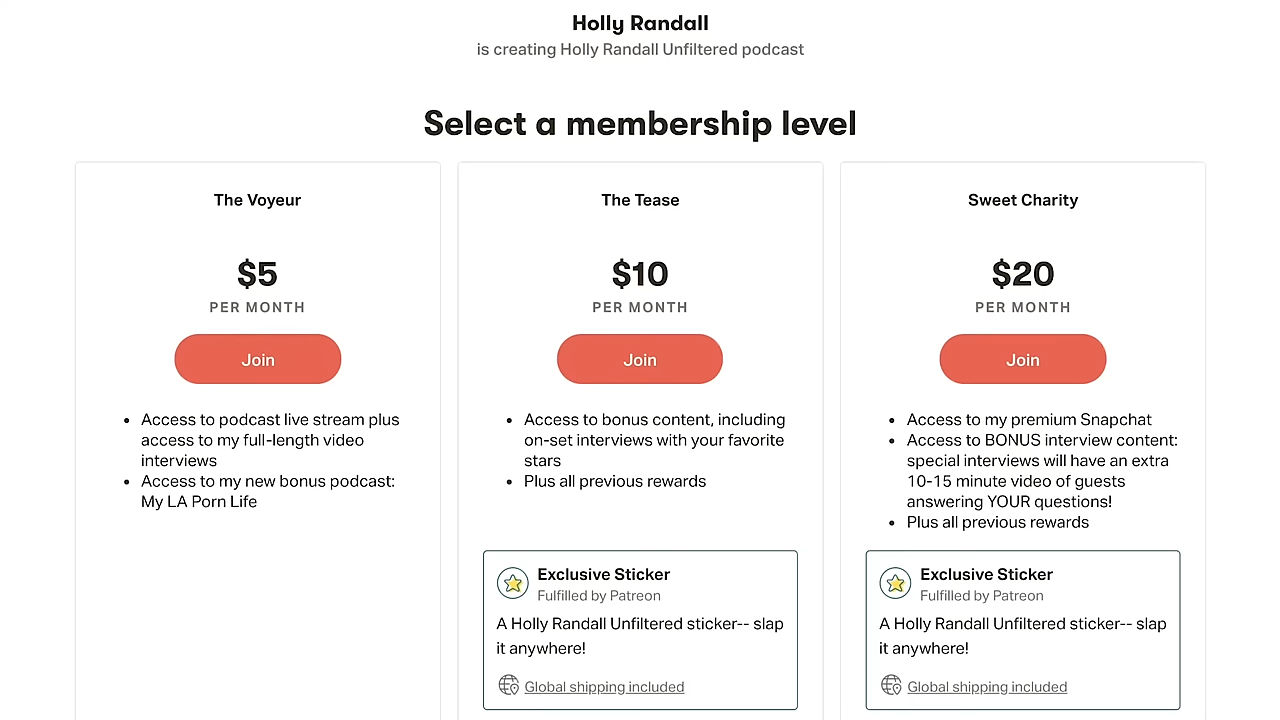 Holly Randall
is creating Holly Randall Unfiltered podcast
Select a membership level
The Voyeur
$5
PER MONTH
Join
• Access to podcast live stream plus
access to my full-length video
interviews
• Access to my new bonus podcast:
My LA Porn Life
The Tease
$10
PER MONTH
Join
• Access to bonus content, including
on-set interviews with your favorite
stars
• Plus all previous rewards
Exclusive Sticker
Fulfilled by Patreon
A Holly Randall Unfiltered sticker-- slap
it anywhere!
Global shipping included
Sweet Charity
$20
PER MONTH
Join
• Access to my premium Snapchat
• Access to BONUS interview content:
special interviews will have an extra
10-15 minute video of guests
answering YOUR questions!
• Plus all previous rewards
Exclusive Sticker
Fulfilled by Patreon
A Holly Randall Unfiltered sticker-- slap
it anywhere!
Global shipping included